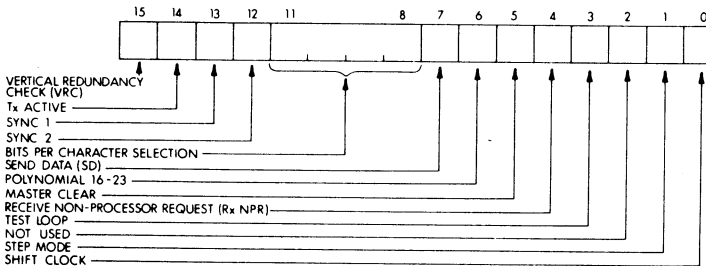 15 14 13 12 11 8 7 6 5 4 3 2 1 0
VERTICAL REDUNDANCY
CHECK (VRC)
Tx ACTIVE
SYNC 1
SYNC 2
BITS PER CHARACTER SELECTION
SEND DATA (SD)
POLYNOMIAL 16-23
MASTER CLEAR
RECEIVE NON-PROCESSOR REQUEST (Rx NPR)
TEST LOOP
NOT USED
STEP MODE
SHIFT CLOCK